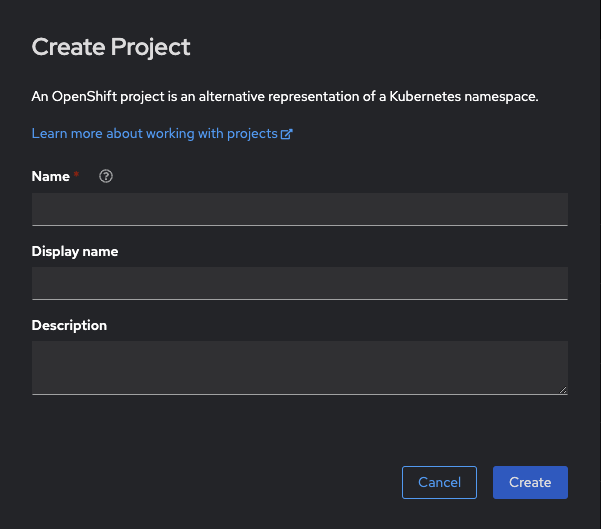 Create Project
An OpenShift project is an alternative representation of a Kubernetes namespace.
Learn more about working with projects
Name *
Display name
Description
Cancel Create